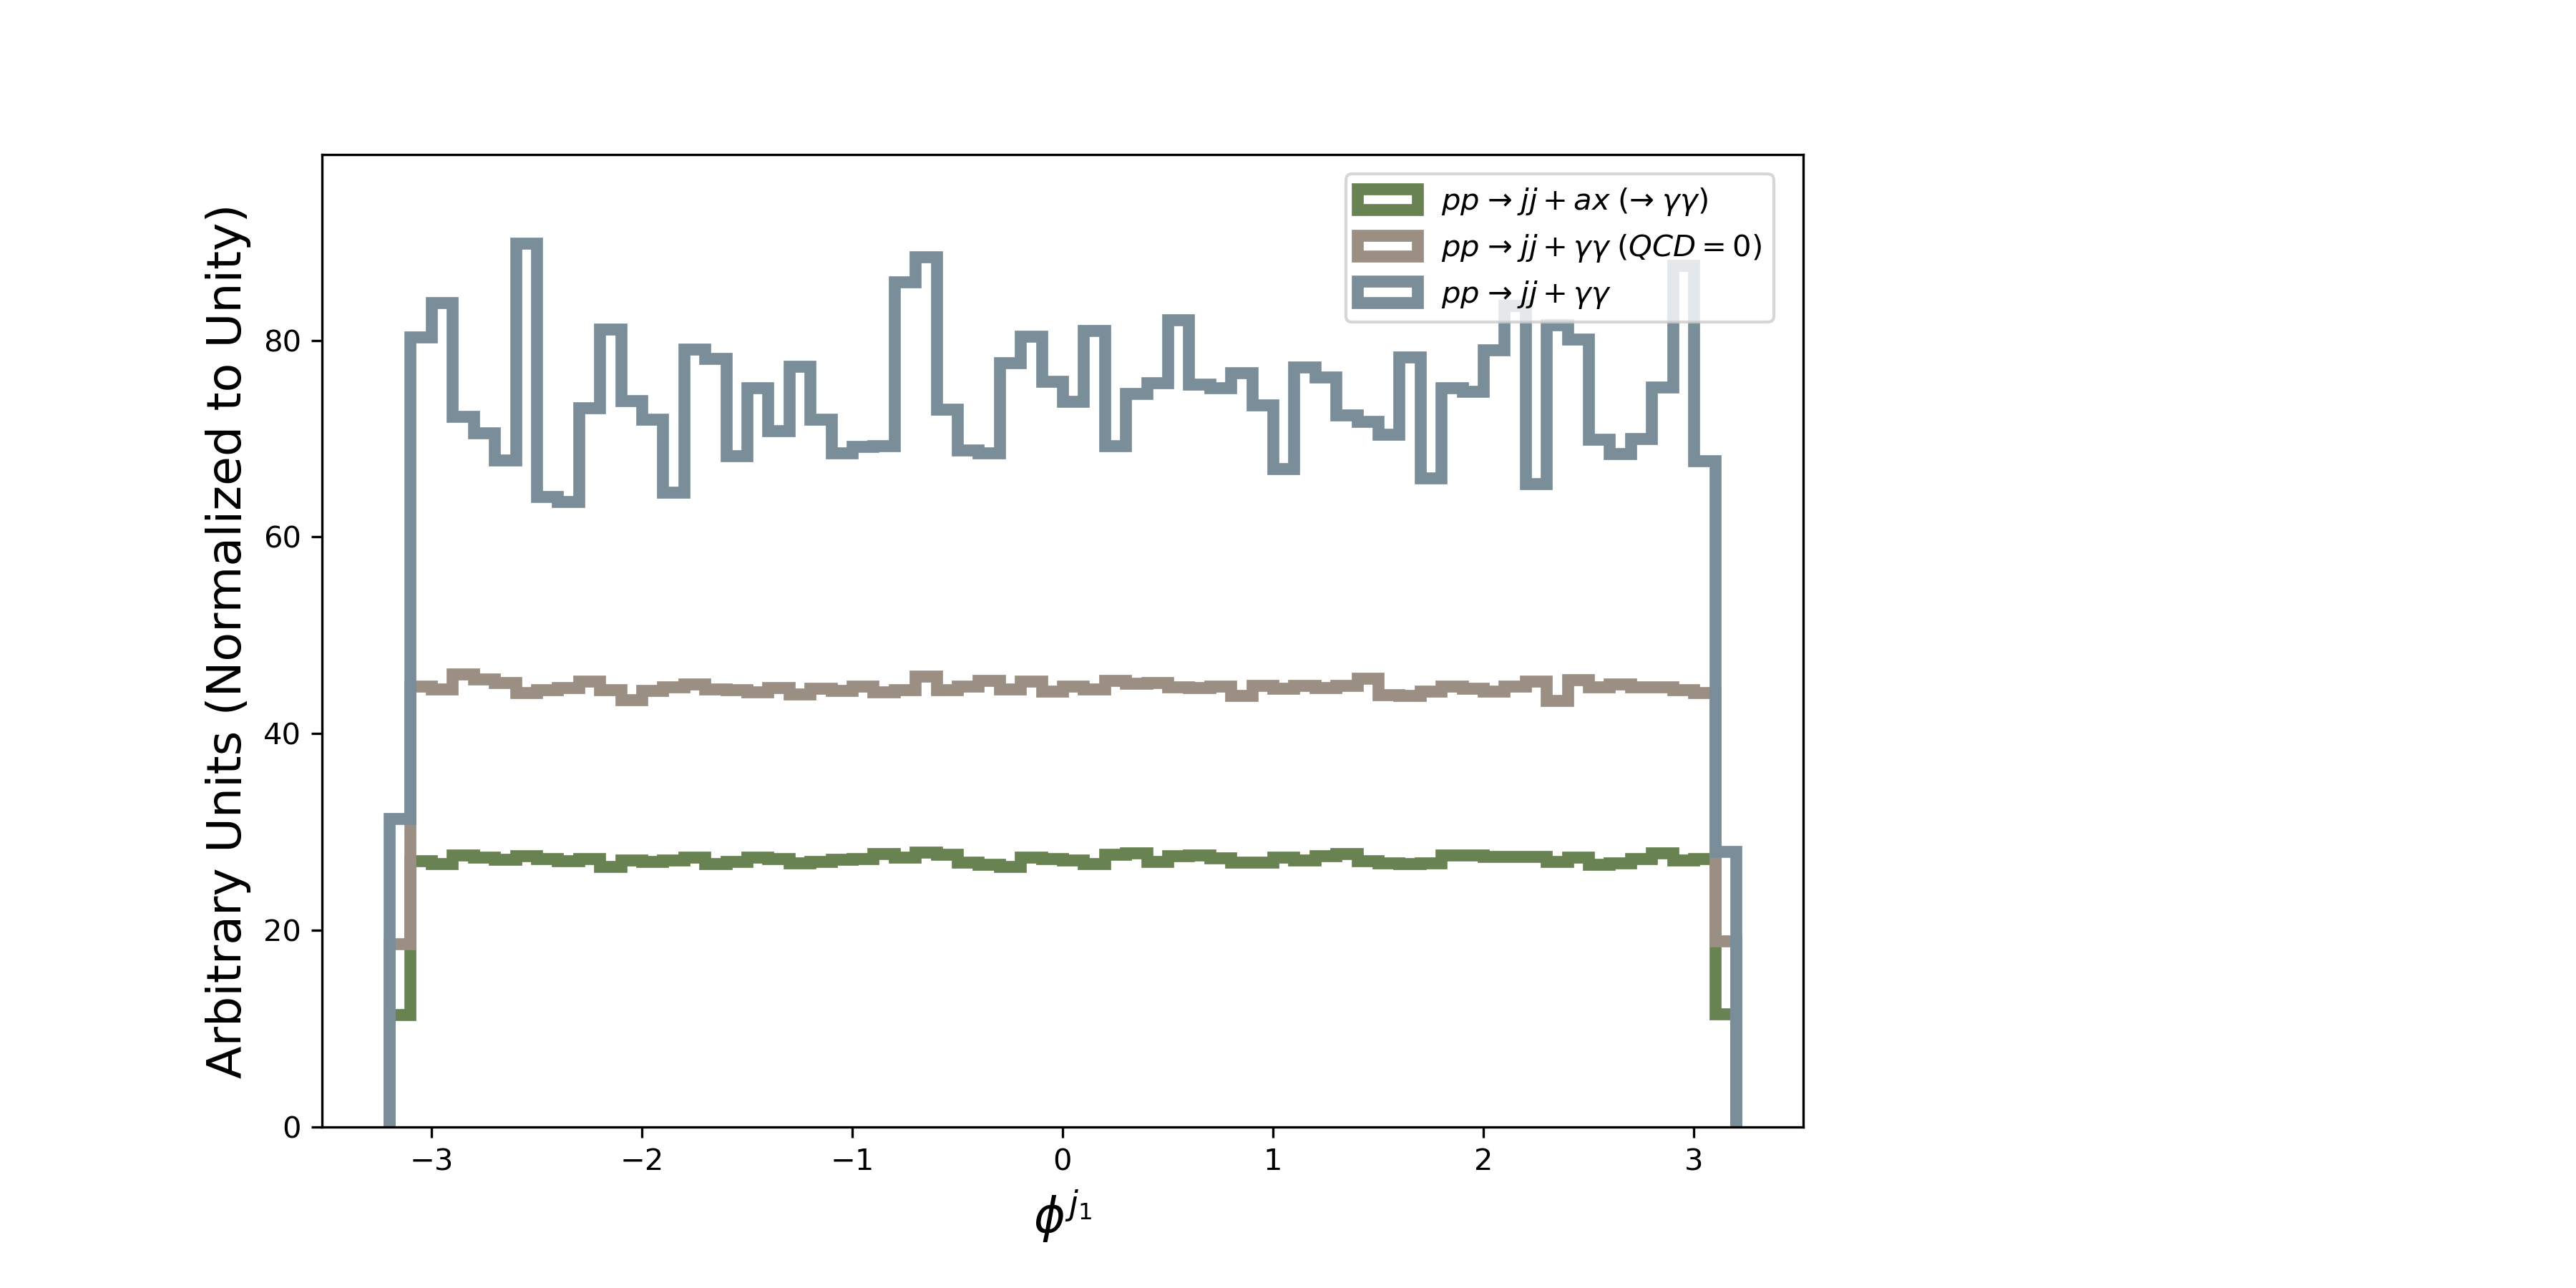 Arbitrary Units (Normalized to Unity)
80
60
40
20
0
pp → jj + ax (→ γγ)
pp → jj + γγ (QCD = 0)
pp → jj + γγ
−3 −2 −1 0 1 2 3
ϕ^{j_1}